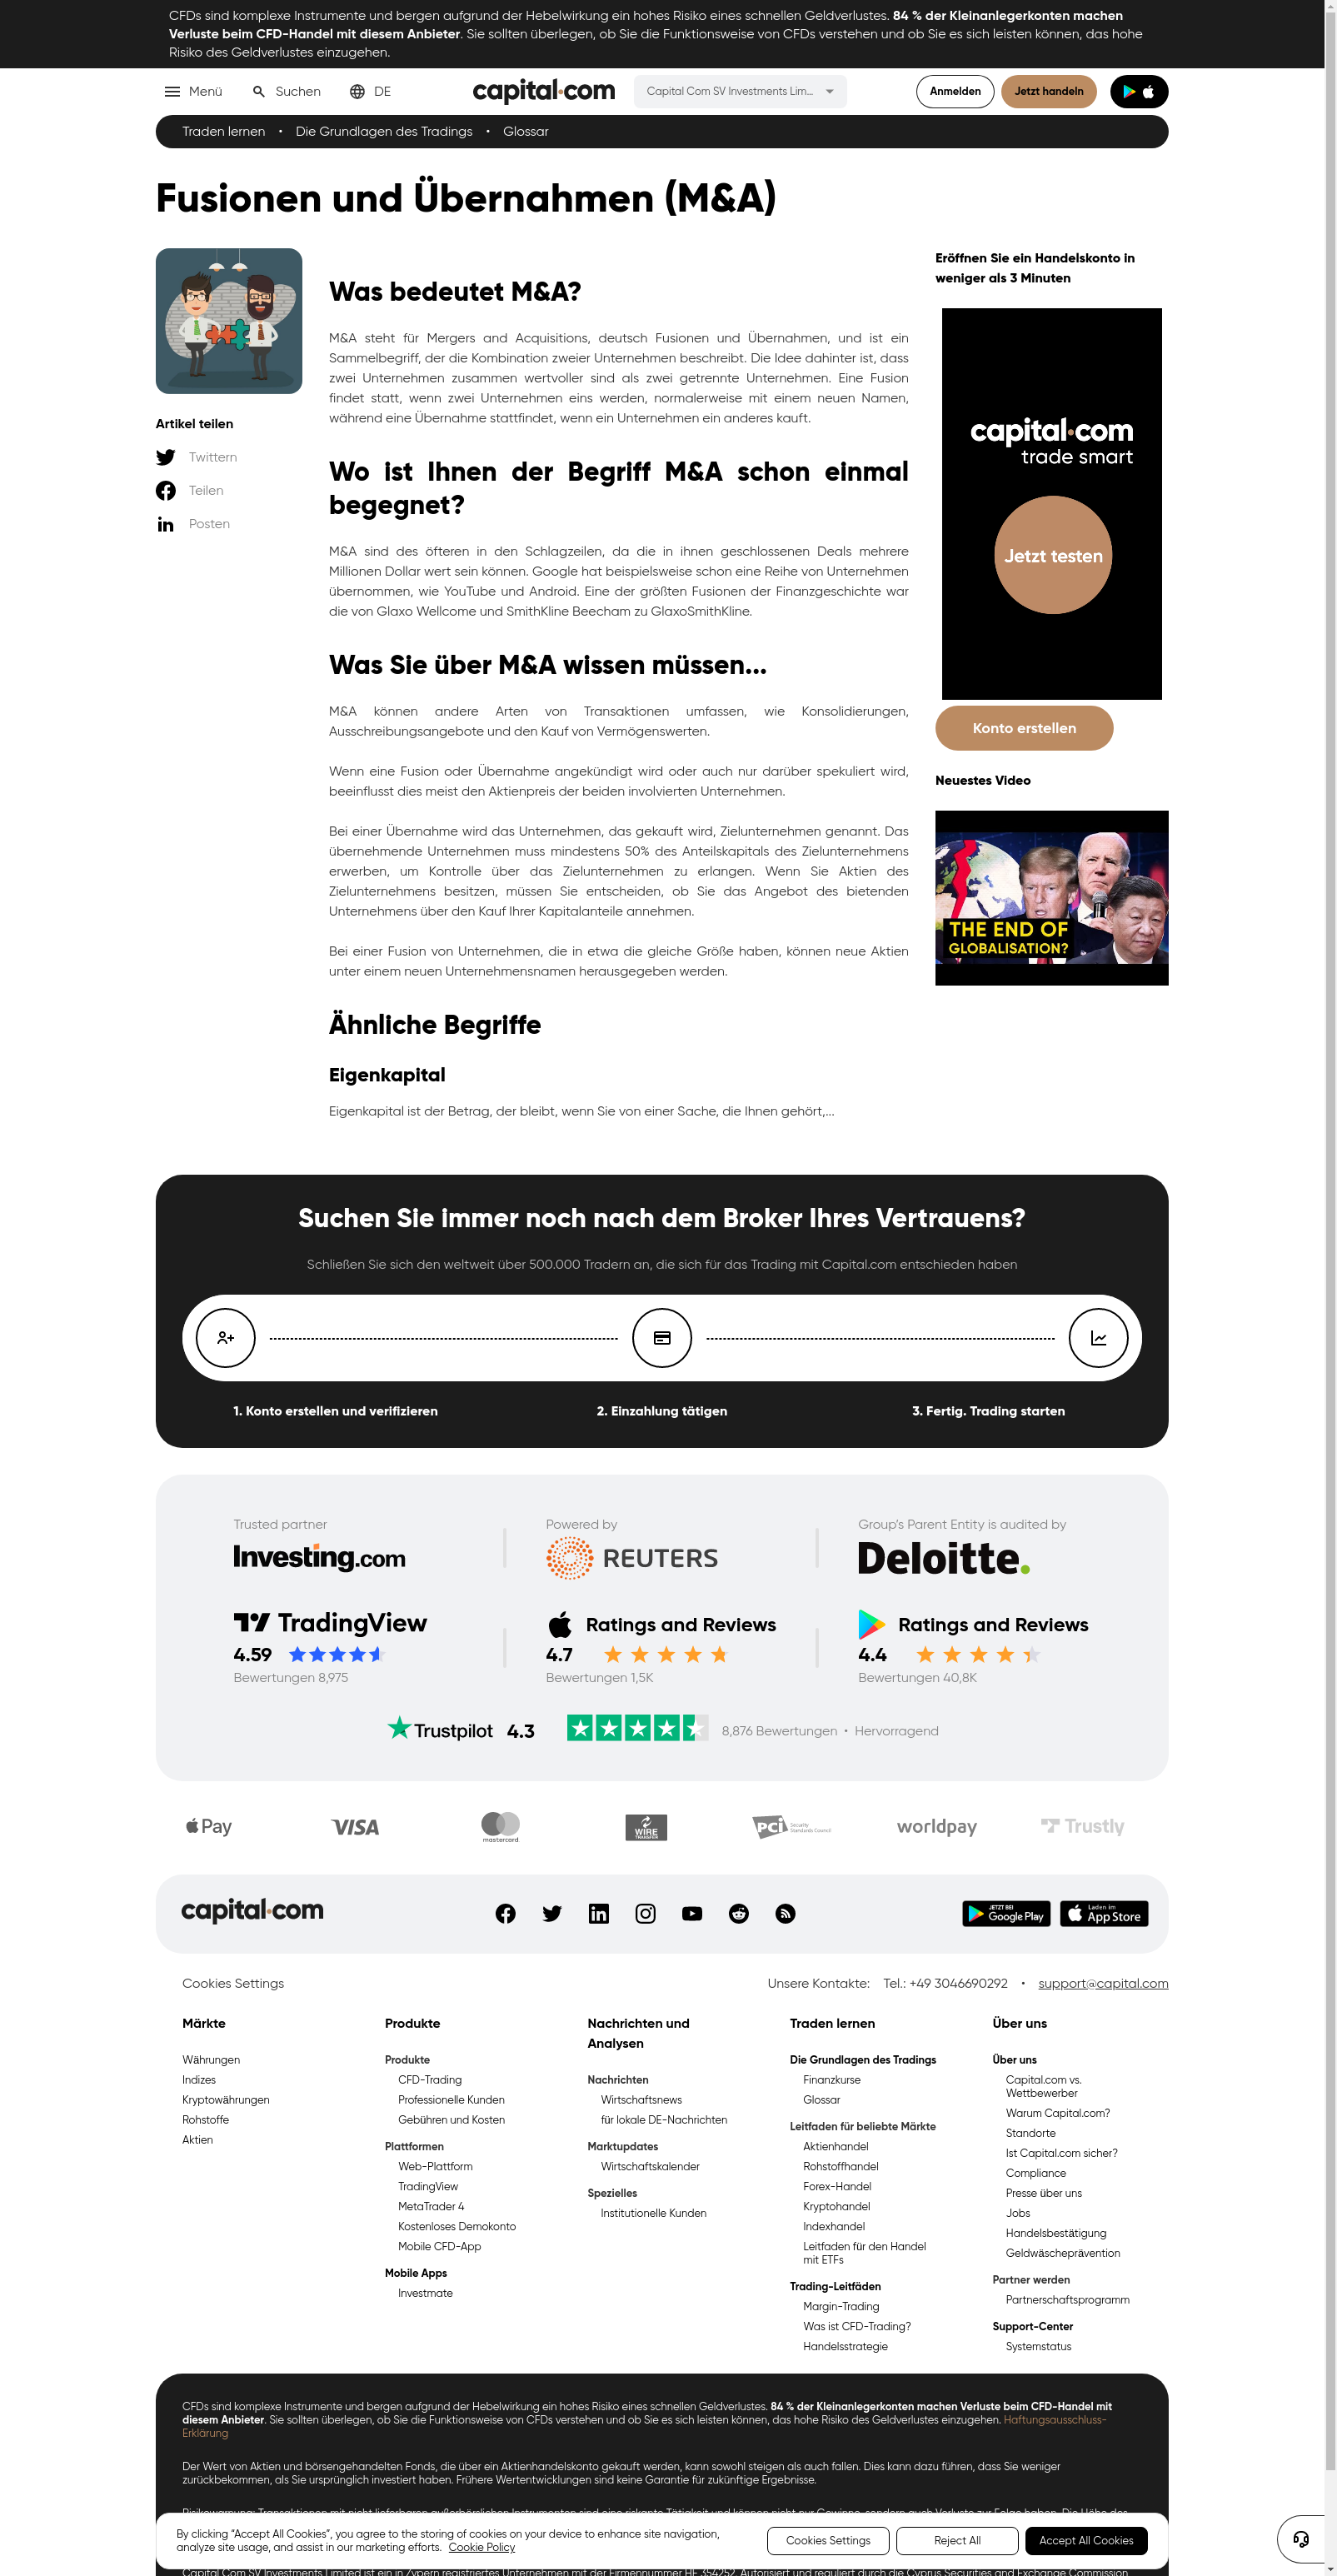 CFDs sind komplexe Instrumente und bergen aufgrund der Hebelwirkung ein hohes Risiko eines schnellen Geldverlustes. 84 % der Kleinanlegerkonten machen
Verluste beim CFD-Handel mit diesem Anbieter. Sie sollten überlegen, ob Sie die Funktionsweise von CFDs verstehen und ob Sie es sich leisten können, das hohe
Risiko des Geldverlustes einzugehen.
Menü
Suchen
DE
capital.com
Capital Com SV Investments Lim...
Anmelden
Jetzt handeln
Traden lernen • Die Grundlagen des Tradings • Glossar
Fusionen und Übernahmen (M&A)
Artikel teilen
Twittern
Teilen
Posten
Was bedeutet M&A?
M&A steht für Mergers and Acquisitions, deutsch Fusionen und Übernahmen, und ist ein
Sammelbegriff, der die Kombination zweier Unternehmen beschreibt. Die Idee dahinter ist, dass
zwei Unternehmen zusammen wertvoller sind als zwei getrennte Unternehmen. Eine Fusion
findet statt, wenn zwei Unternehmen eins werden, normalerweise mit einem neuen Namen,
während eine Übernahme stattfindet, wenn ein Unternehmen ein anderes kauft.
Wo ist Ihnen der Begriff M&A schon einmal
begegnet?
M&A sind des öfteren in den Schlagzeilen, da die in ihnen geschlossenen Deals mehrere
Millionen Dollar wert sein können. Google hat beispielsweise schon eine Reihe von Unternehmen
übernommen, wie YouTube und Android. Eine der größten Fusionen der Finanzgeschichte war
die von Glaxo Wellcome und SmithKline Beecham zu GlaxoSmithKline.
Was Sie über M&A wissen müssen...
M&A können andere Arten von Transaktionen umfassen, wie Konsolidierungen,
Ausschreibungsangebote und den Kauf von Vermögenswerten.
Wenn eine Fusion oder Übernahme angekündigt wird oder auch nur darüber spekuliert wird,
beeinflusst dies meist den Aktienpreis der beiden involvierten Unternehmen.
Bei einer Übernahme wird das Unternehmen, das gekauft wird, Zielunternehmen genannt. Das
übernehmende Unternehmen muss mindestens 50% des Anteilskapitals des Zielunternehmens
erwerben, um Kontrolle über das Zielunternehmen zu erlangen. Wenn Sie Aktien des
Zielunternehmens besitzen, müssen Sie entscheiden, ob Sie das Angebot des bietenden
Unternehmens über den Kauf Ihrer Kapitalanteile annehmen.
Bei einer Fusion von Unternehmen, die in etwa die gleiche Größe haben, können neue Aktien
unter einem neuen Unternehmensnamen herausgegeben werden.
Ähnliche Begriffe
Eigenkapital
Eigenkapital ist der Betrag, der bleibt, wenn Sie von einer Sache, die Ihnen gehört,...
Eröffnen Sie ein Handelskonto in
weniger als 3 Minuten
capital.com
trade smart
Jetzt testen
Konto erstellen
Neuestes Video
THE END OF
GLOBALISATION?
Suchen Sie immer noch nach dem Broker Ihres Vertrauens?
Schließen Sie sich den weltweit über 500.000 Tradern an, die sich für das Trading mit Capital.com entschieden haben
1. Konto erstellen und verifizieren
2. Einzahlung tätigen
3. Fertig. Trading starten
Trusted partner
Investing.com
Powered by
REUTERS
Group's Parent Entity is audited by
Deloitte.
TradingView
4.59
Bewertungen 8,975
Ratings and Reviews
4.7
Bewertungen 1,5K
Ratings and Reviews
4.4
Bewertungen 40,8K
Trustpilot 4.3
8,876 Bewertungen • Hervorragend
Pay
VISA
mastercard
WIRE
TRANSFER
PCI Security
Standards Council
worldpay
Trustly
capital.com
JETZT BEI
Google Play
Laden im
App Store
Cookies Settings
Unsere Kontakte: Tel.: +49 3046690292 • support@capital.com
Märkte
Währungen
Indizes
Kryptowährungen
Rohstoffe
Aktien
Produkte
Produkte
CFD-Trading
Professionelle Kunden
Gebühren und Kosten
Plattformen
Web-Plattform
TradingView
MetaTrader 4
Kostenloses Demokonto
Mobile CFD-App
Mobile Apps
Investmate
Nachrichten und
Analysen
Nachrichten
Wirtschaftsnews
für lokale DE-Nachrichten
Marktupdates
Wirtschaftskalender
Spezielles
Institutionelle Kunden
Traden lernen
Die Grundlagen des Tradings
Finanzkurse
Glossar
Leitfaden für beliebte Märkte
Aktienhandel
Rohstoffhandel
Forex-Handel
Kryptohandel
Indexhandel
Leitfaden für den Handel
mit ETFs
Trading-Leitfäden
Margin-Trading
Was ist CFD-Trading?
Handelsstrategie
Über uns
Über uns
Capital.com vs.
Wettbewerber
Warum Capital.com?
Standorte
Ist Capital.com sicher?
Compliance
Presse über uns
Jobs
Handelsbestätigung
Geldwäscheprävention
Partner werden
Partnerschaftsprogramm
Support-Center
Systemstatus
CFDs sind komplexe Instrumente und bergen aufgrund der Hebelwirkung ein hohes Risiko eines schnellen Geldverlustes. 84 % der Kleinanlegerkonten machen Verluste beim CFD-Handel mit
diesem Anbieter. Sie sollten überlegen, ob Sie die Funktionsweise von CFDs verstehen und ob Sie es sich leisten können, das hohe Risiko des Geldverlustes einzugehen. Haftungsausschluss-
Erklärung
Der Wert von Aktien und börsengehandelten Fonds, die über ein Aktienhandelskonto gekauft werden, kann sowohl steigen als auch fallen. Dies kann dazu führen, dass Sie weniger
zurückbekommen, als Sie ursprünglich investiert haben. Frühere Wertentwicklungen sind keine Garantie für zukünftige Ergebnisse.
Risikowarnung: Transaktionen mit nicht lieferbaren außerbörslichen Instrumenten sind eine riskante Tätigkeit und können nicht nur Gewinne, sondern auch Verluste zur Folge haben. Die Höhe des
By clicking "Accept All Cookies", you agree to the storing of cookies on your device to enhance site navigation,
analyze site usage, and assist in our marketing efforts. Cookie Policy
Cookies Settings
Reject All
Accept All Cookies
Capital Com SV Investments Limited ist ein in Zypern registriertes Unternehmen mit der Firmennummer HE 354252. Autorisiert und reguliert durch die Cyprus Securities and Exchange Commission